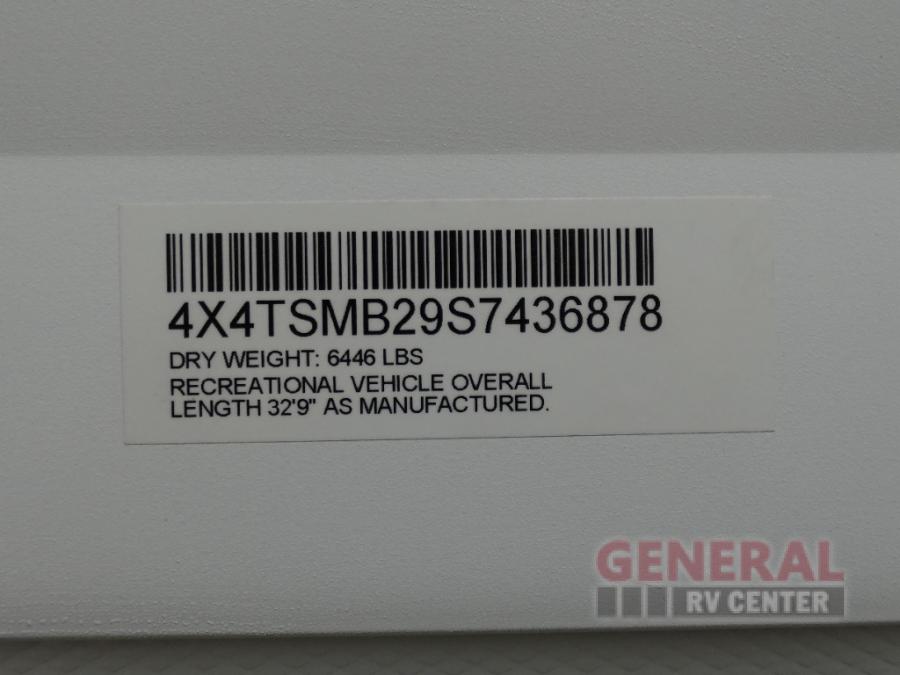 4X4TSMB29S7436878
DRY WEIGHT: 6446 LBS
RECREATIONAL VEHICLE OVERALL
LENGTH 32'9" AS MANUFACTURED.
GENERAL
RV CENTER